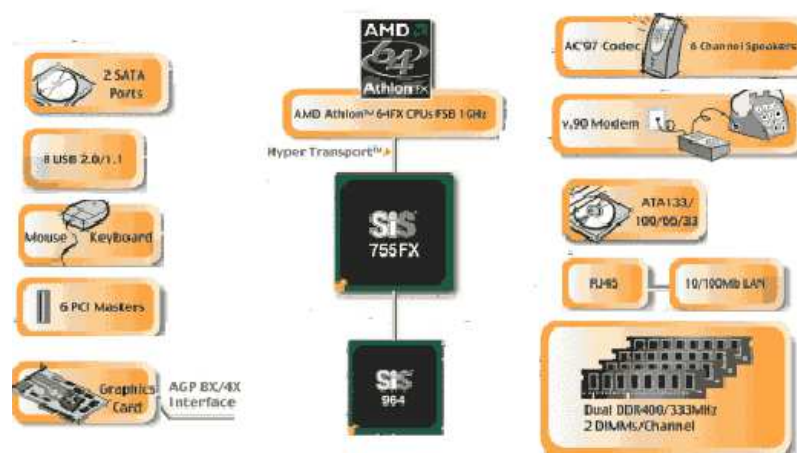 2 SATA
Ports
8 USB 2.0/1.1
Mouse Keyboard
6 PCI Masters
Graphics
Card
AGP 8X/4X
Interface
AMD
64
Athlon FX
AMD Athlon™ 64FX CPUs FSB 1GHz
Hyper Transport™
SiS
755FX
SiS
964
AC'97 Codec 6 Channel Speakers
v.90 Modem
ATA133/
100/66/33
RJ45 10/100Mb LAN
Dual DDR400/333MHz
2 DIMMs/Channel